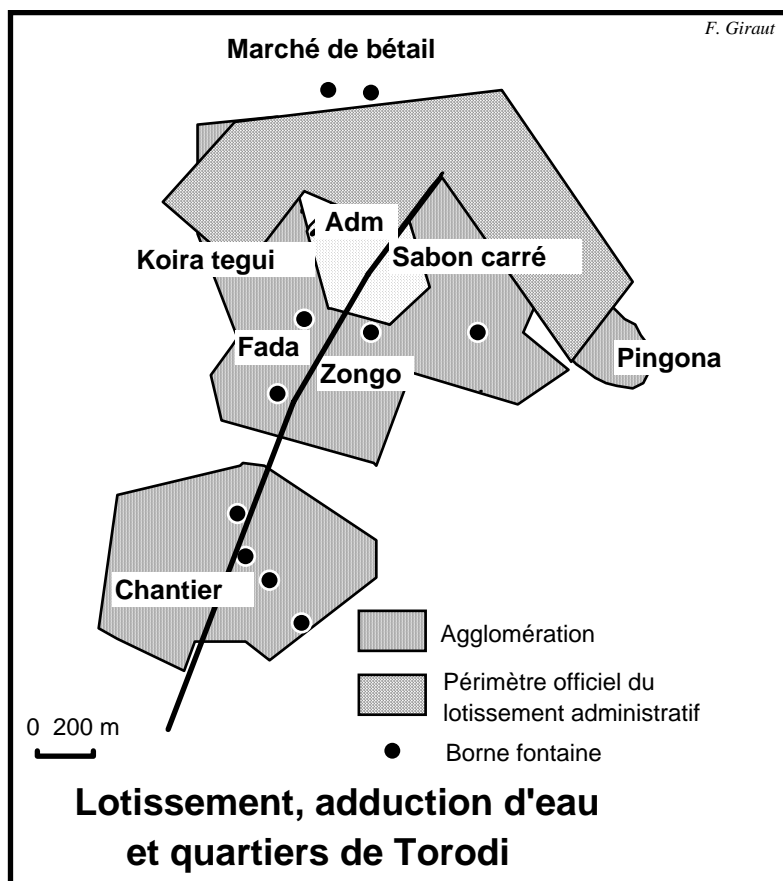 F. Giraut
Marché de bétail
Adm
Koira tegui
Sabon carré
Fada
Zongo
Pingona
Chantier
Agglomération
Périmètre officiel du
lotissement administratif
0 200 m
Borne fontaine
Lotissement, adduction d'eau
et quartiers de Torodi